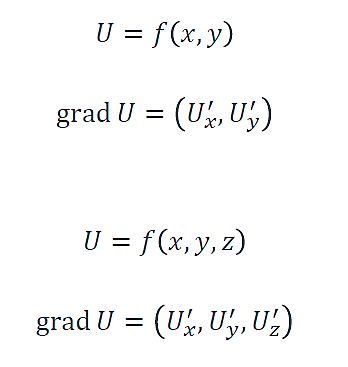 U = f(x, y)
grad U = (U′ₓ, U′ᵧ)
U = f(x, y, z)
grad U = (U′ₓ, U′ᵧ, U′_z)